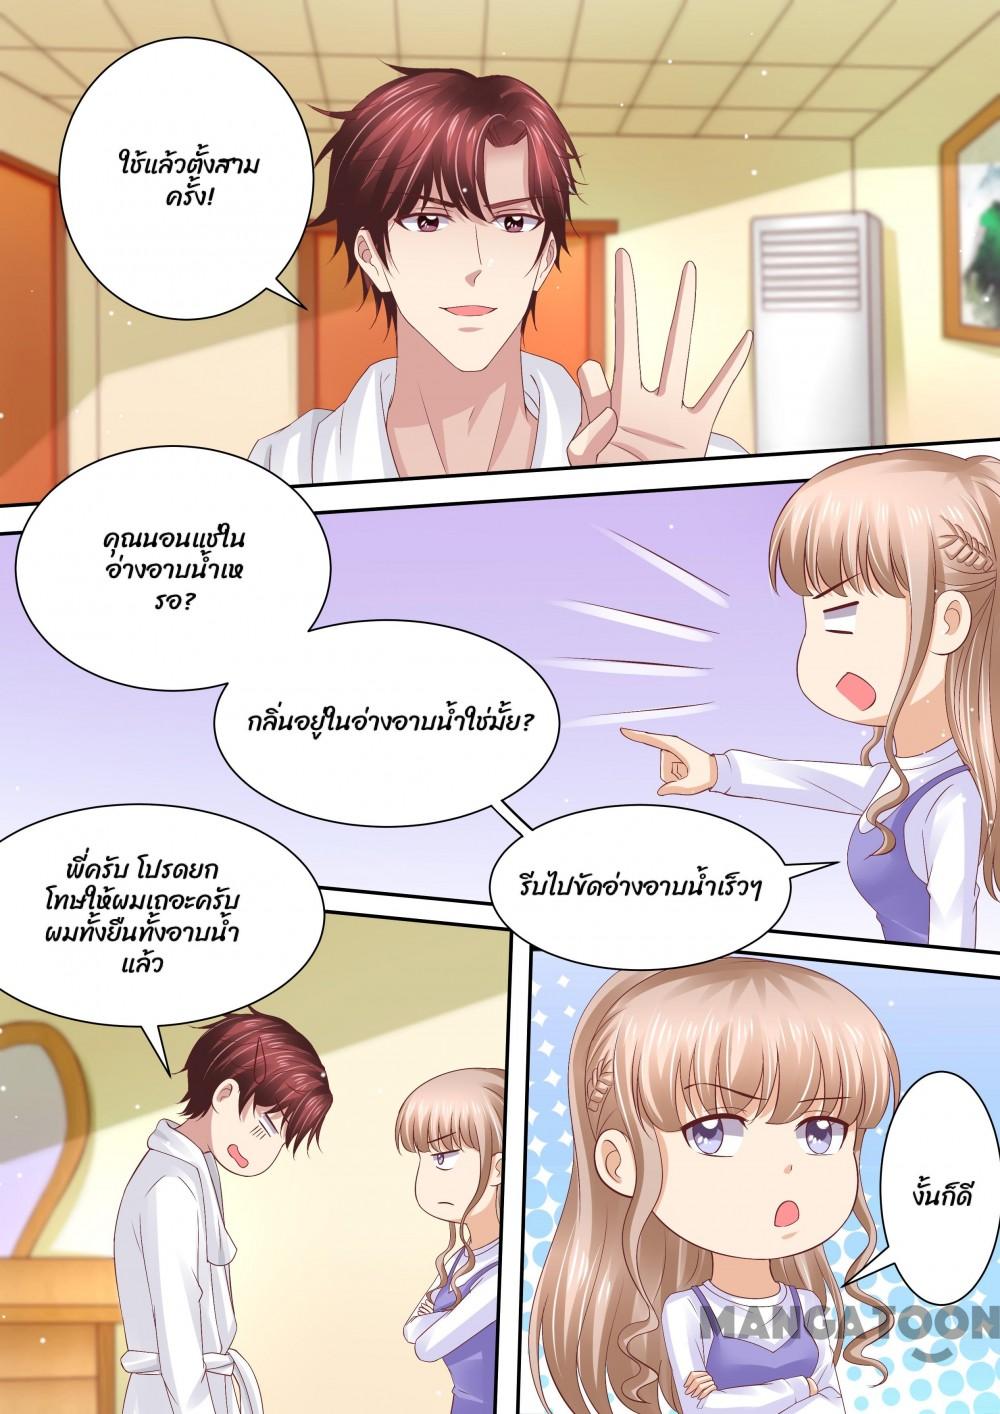 ใช้แล้วตั้งสาม
ครั้ง!
คุณนอนแช่ใน
อ่างอาบน้ำเห
รอ?
กลิ่นอยู่ในอ่างอาบน้ำใช่มั้ย?
รีบไปขัดอ่างอาบน้ำเร็วๆ
พี่ครับ โปรดยก
โทษให้ผมเถอะครับ
ผมทั้งยืนทั้งอาบน้ำ
แล้ว
งั้นก็ดี
MANGATOON